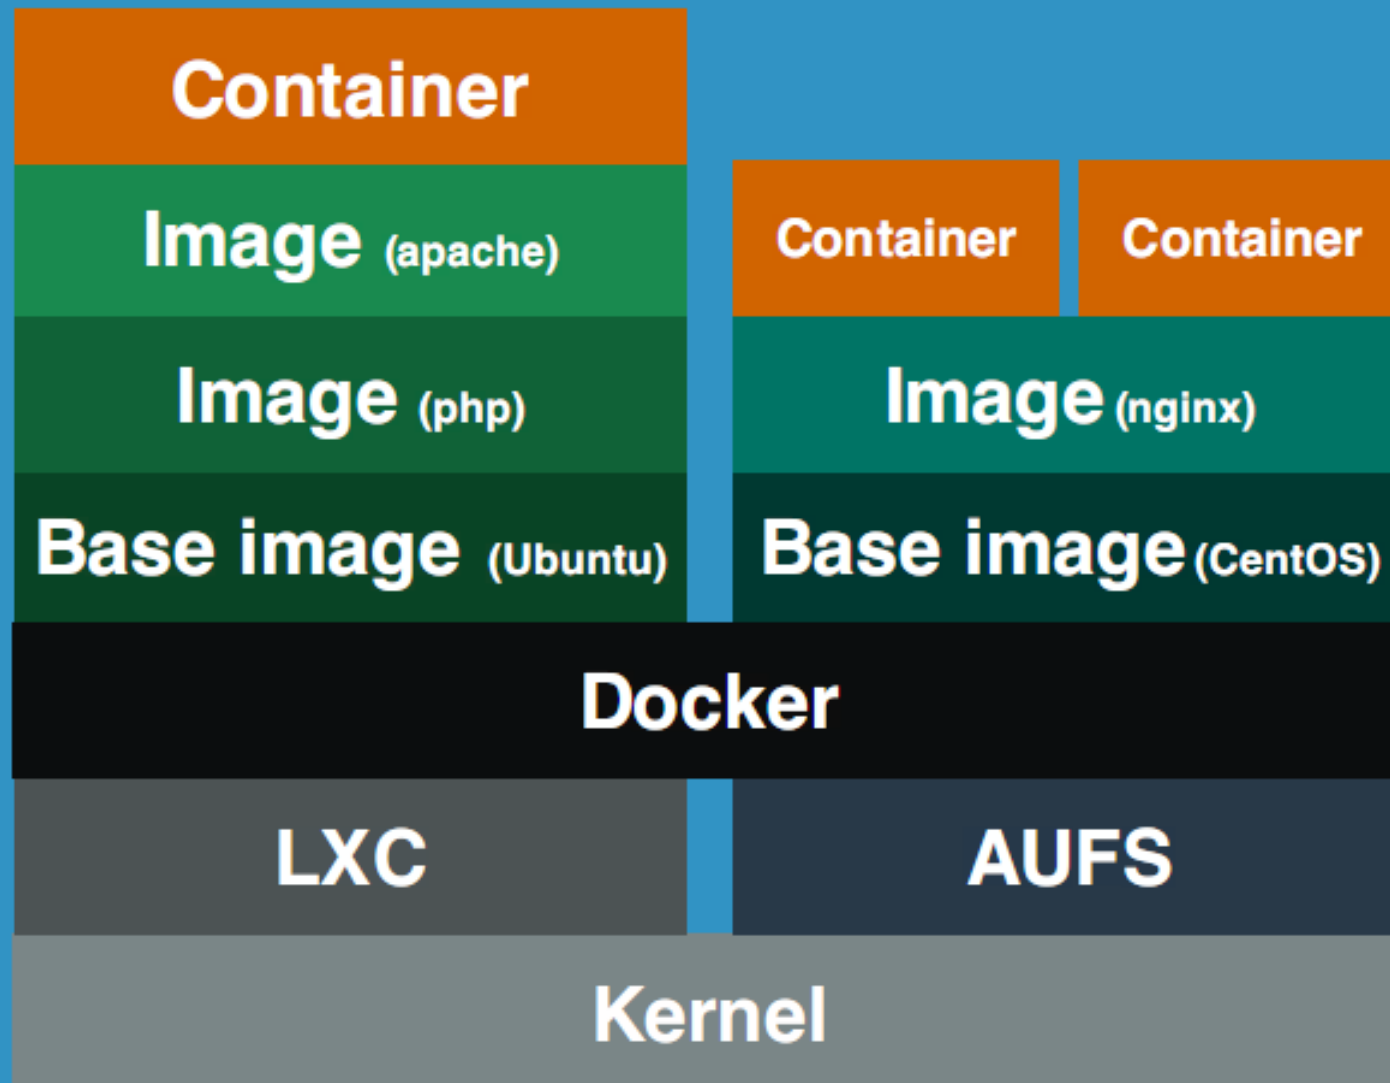 Container
Image (apache)
Container
Container
Image (php)
Image (nginx)
Base image (Ubuntu)
Base image (CentOS)
Docker
LXC
AUFS
Kernel